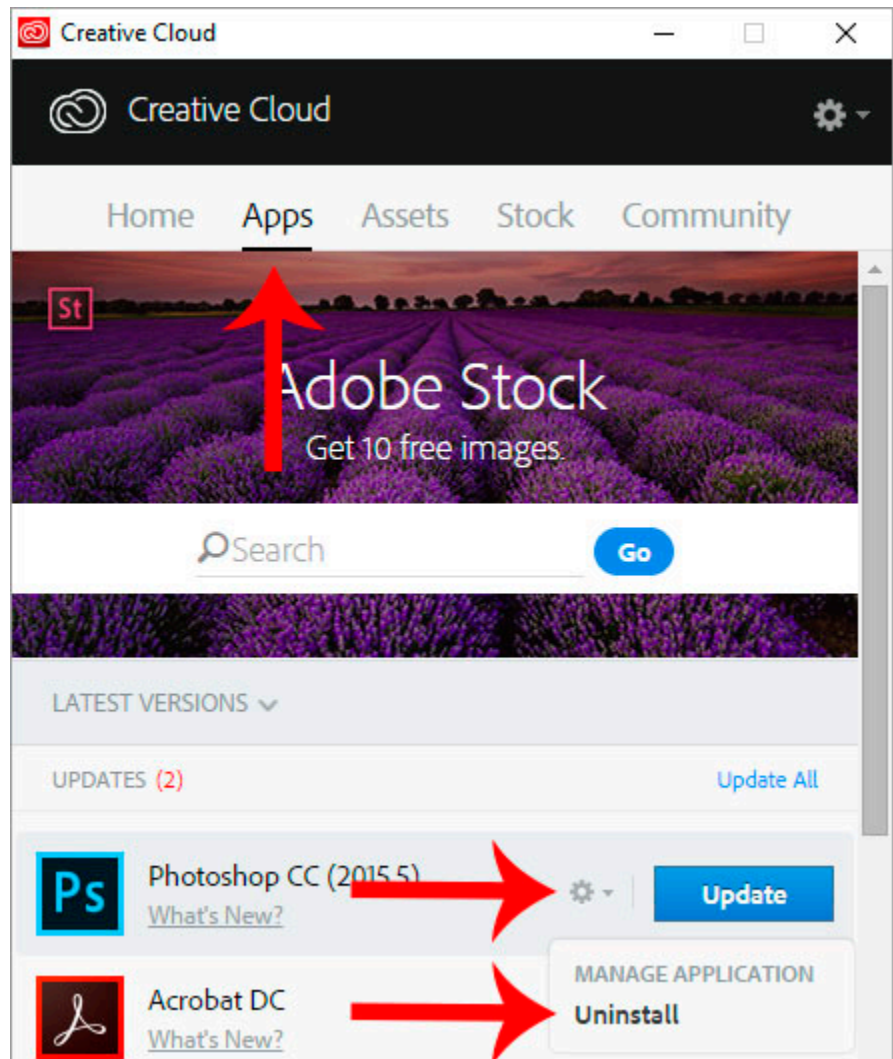 Creative Cloud
Creative Cloud
Home Apps Assets Stock Community
St
Adobe Stock
Get 10 free images.
Search Go
LATEST VERSIONS
UPDATES (2) Update All
Ps Photoshop CC (2015.5) Update
What's New?
MANAGE APPLICATION
Acrobat DC
Uninstall
What's New?